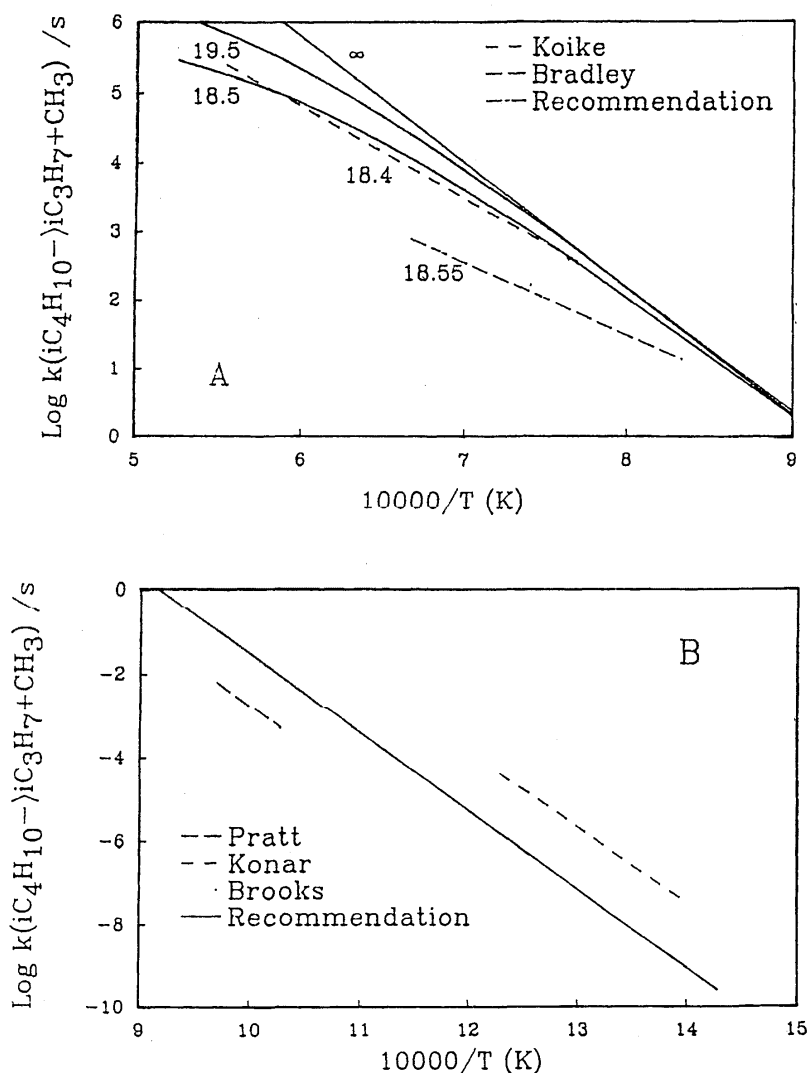 Log k(iC4H10−⟩iC3H7+CH3) /s
6
5
4
3
2
1
0
19.5
18.5
∞
18.4
18.55
Koike
Bradley
Recommendation
A
5
6
7
8
9
10000/T (K)
Log k(iC4H10−⟩iC3H7+CH3) /s
0
-2
-4
-6
-8
-10
B
Pratt
Konar
Brooks
Recommendation
9
10
11
12
13
14
15
10000/T (K)